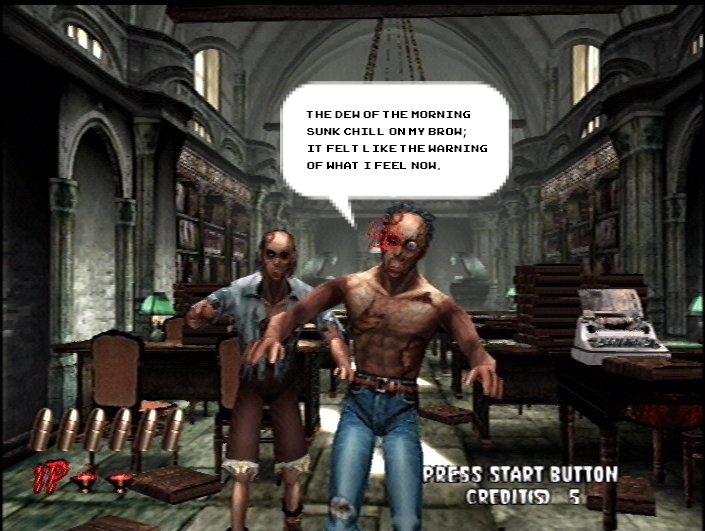 THE DEW OF THE MORNING
SUNK CHILL ON MY BROW;
IT FELT LIKE THE WARNING
OF WHAT I FEEL NOW.
1P
PRESS START BUTTON
CREDIT(S) 5